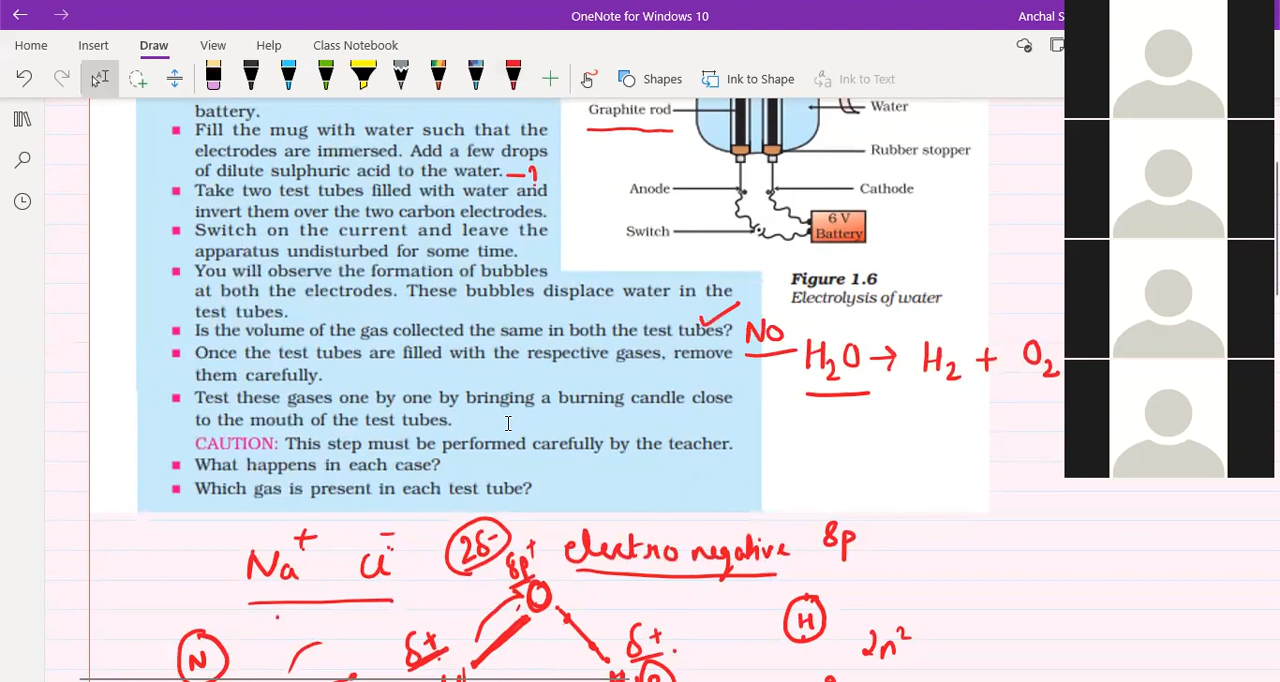 OneNote for Windows 10
Anchal S
Home Insert Draw View Help Class Notebook
Shapes Ink to Shape Ink to Text
battery.
■ Fill the mug with water such that the
electrodes are immersed. Add a few drops
of dilute sulphuric acid to the water.
■ Take two test tubes filled with water and
invert them over the two carbon electrodes.
■ Switch on the current and leave the
apparatus undisturbed for some time.
■ You will observe the formation of bubbles
at both the electrodes. These bubbles displace water in the
test tubes.
■ Is the volume of the gas collected the same in both the test tubes?
■ Once the test tubes are filled with the respective gases, remove
them carefully.
■ Test these gases one by one by bringing a burning candle close
to the mouth of the test tubes.
CAUTION: This step must be performed carefully by the teacher.
■ What happens in each case?
■ Which gas is present in each test tube?
Graphite rod
Water
Rubber stopper
Anode
Cathode
6 V
Battery
Switch
Figure 1.6
Electrolysis of water
No
H₂O → H₂ + O₂
Na⁺ Cl⁻
2δ⁻
electronegative 8p
8p⁺
O
H
N
δ+
δ+
2n²